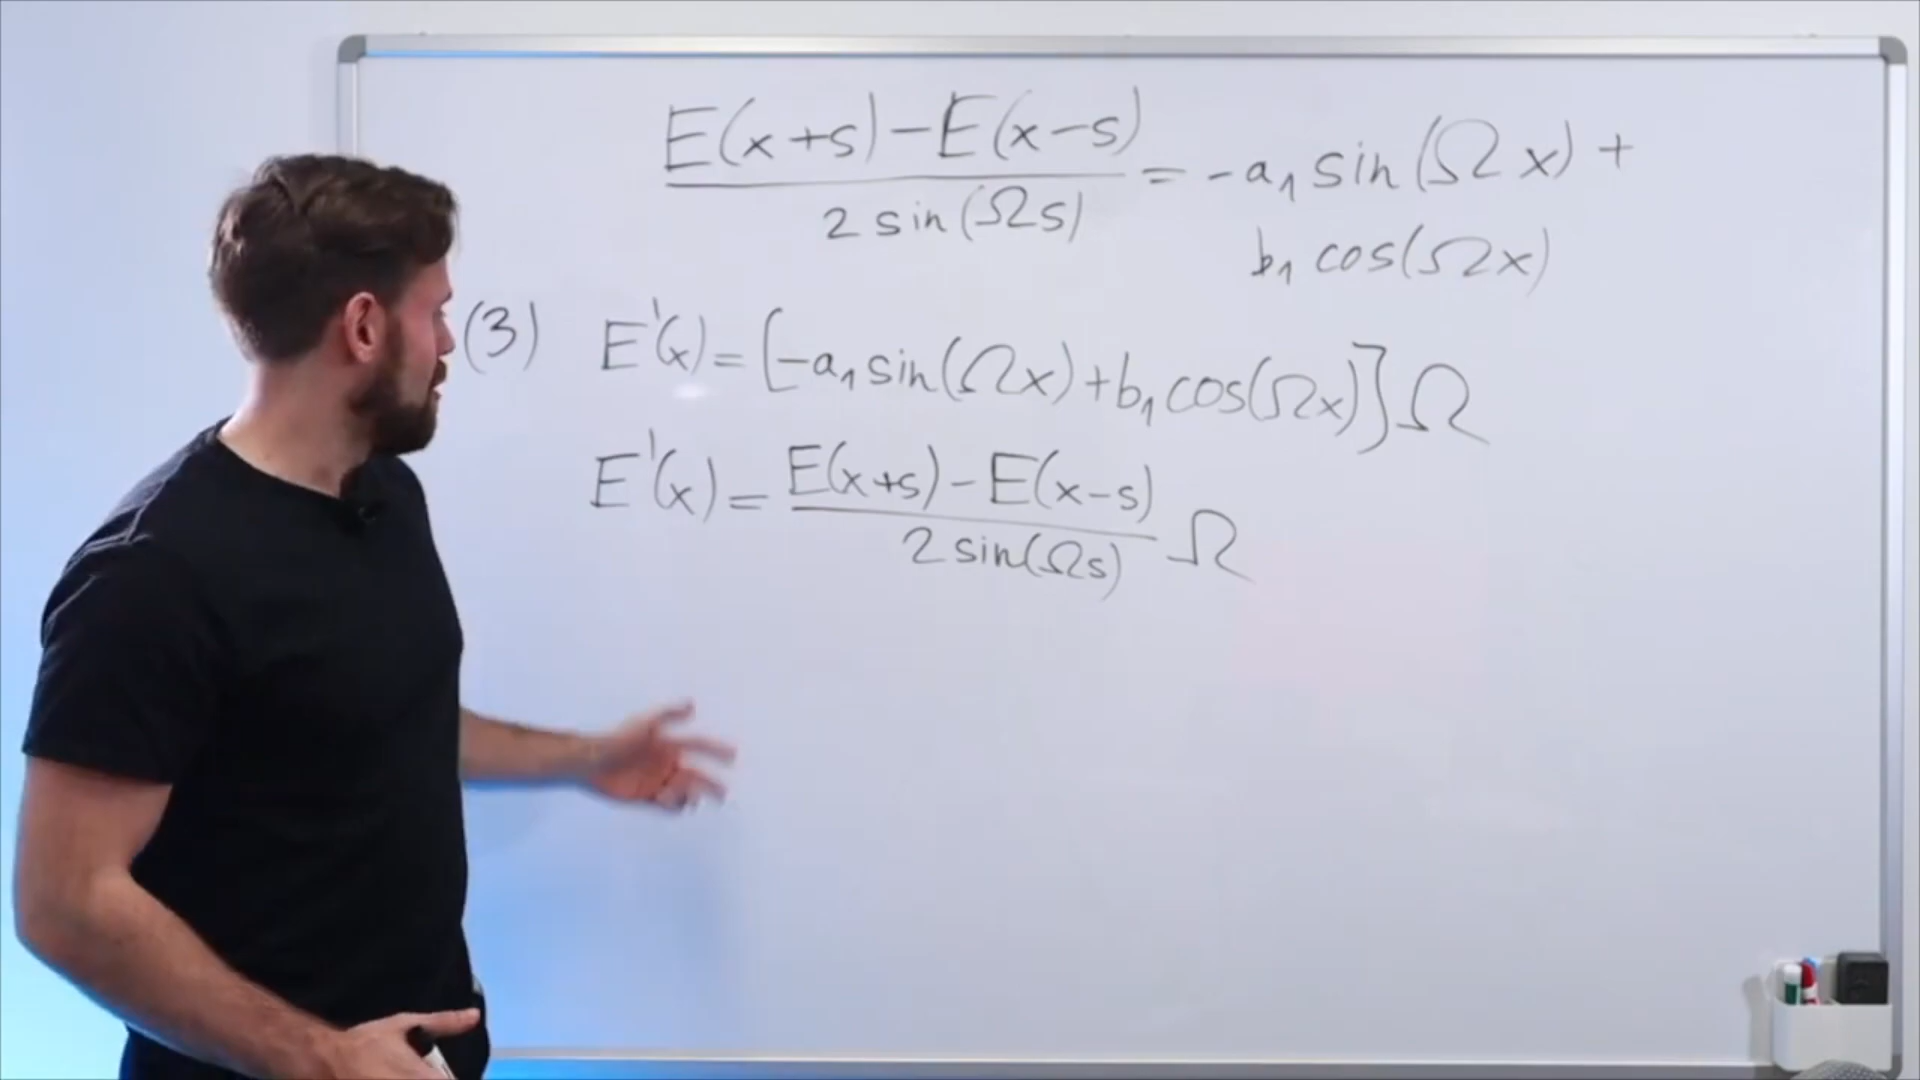 E(x+s)-E(x-s)
2 sin(Ωs)
= -a₁ sin(Ωx) +
b₁ cos(Ωx)
(3) E'(x) = [-a₁ sin(Ωx) + b₁ cos(Ωx)] Ω
E'(x) = E(x+s) - E(x-s)
2 sin(Ωs)
Ω